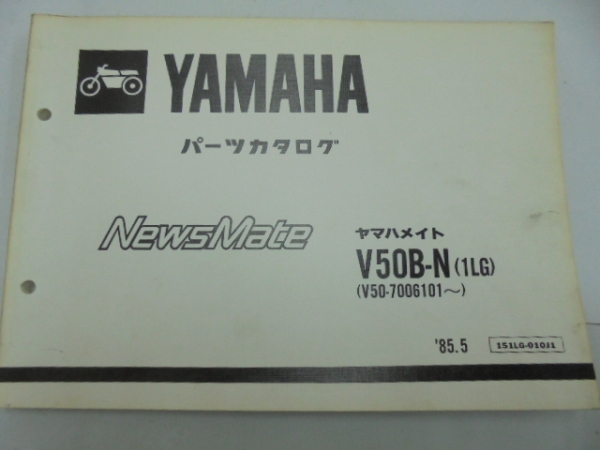 YAMAHA
パーツカタログ
NewsMate
ヤマハメイト
V50B-N(1LG)
(V50-7006101〜)
'85.5
151LG-010J1